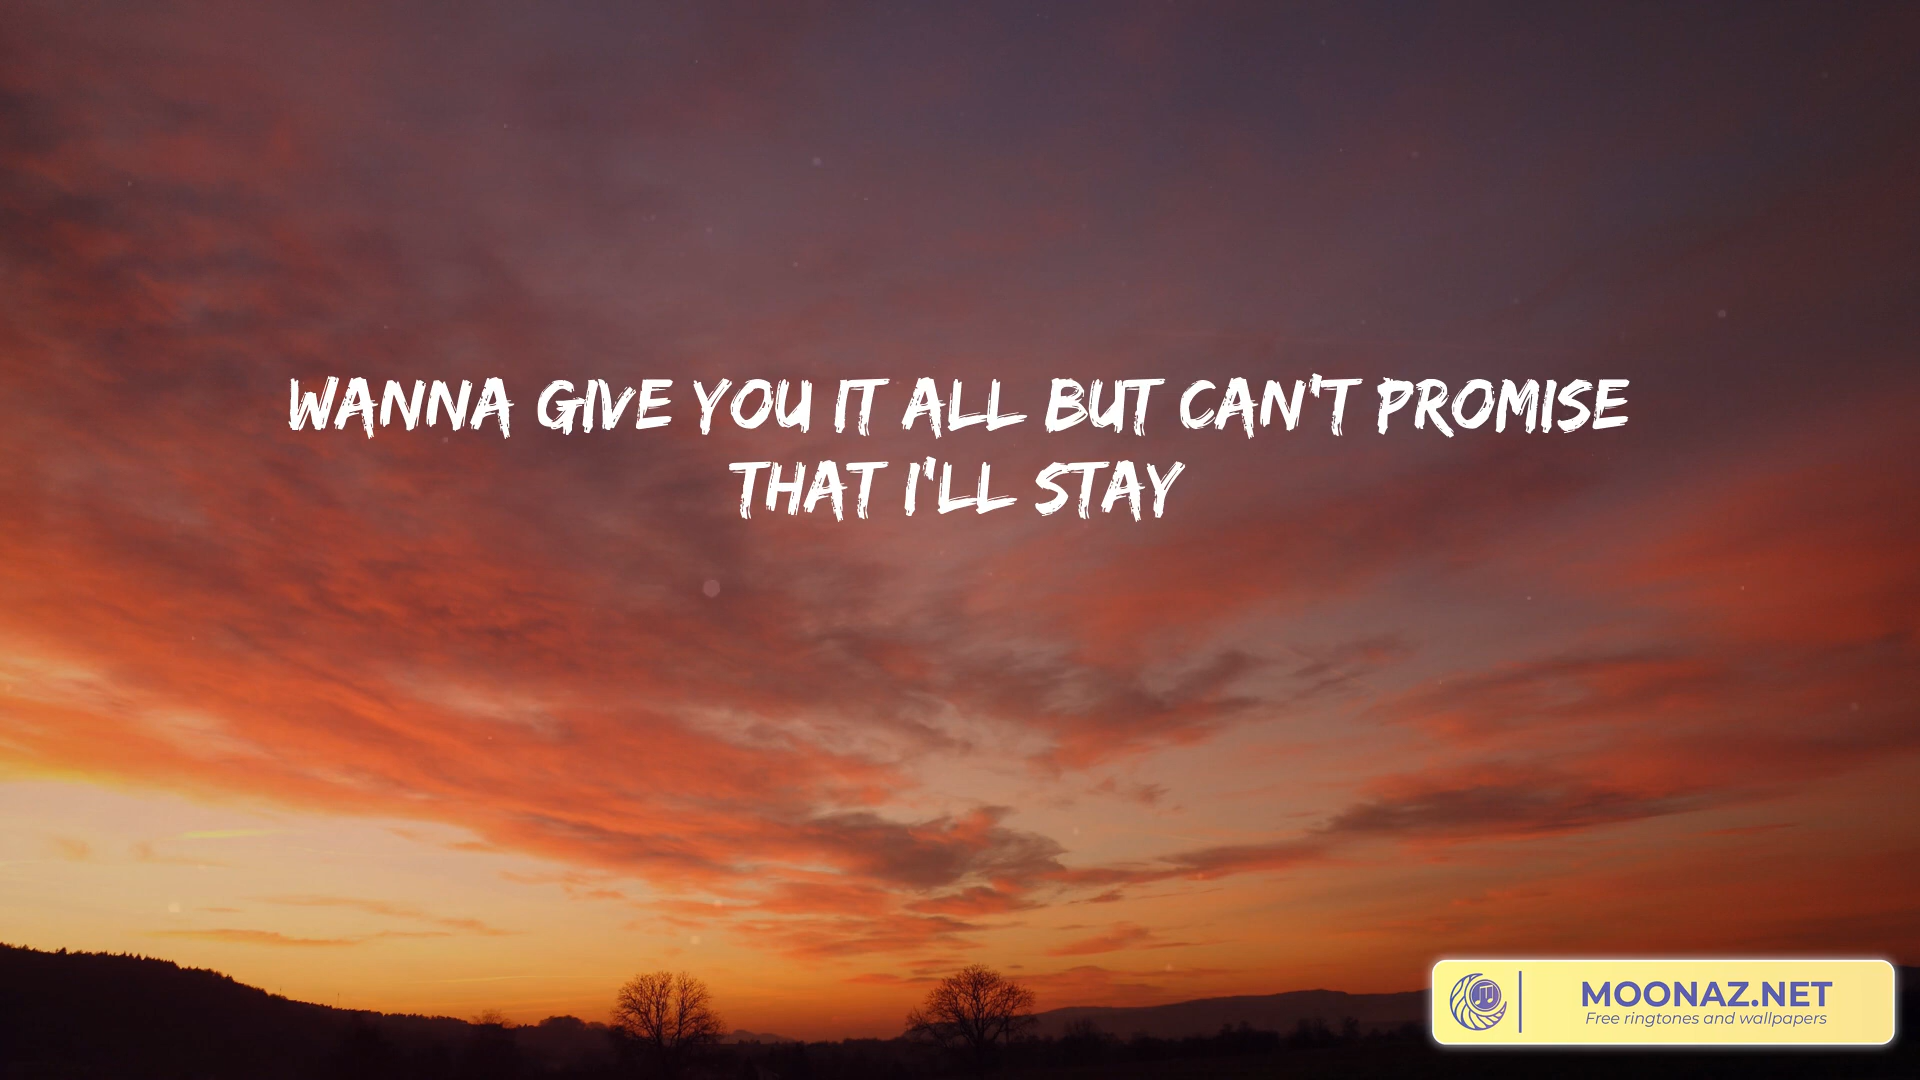 WANNA GIVE YOU IT ALL BUT CAN'T PROMISE
THAT I'LL STAY
MOONAZ.NET
Free ringtones and wallpapers